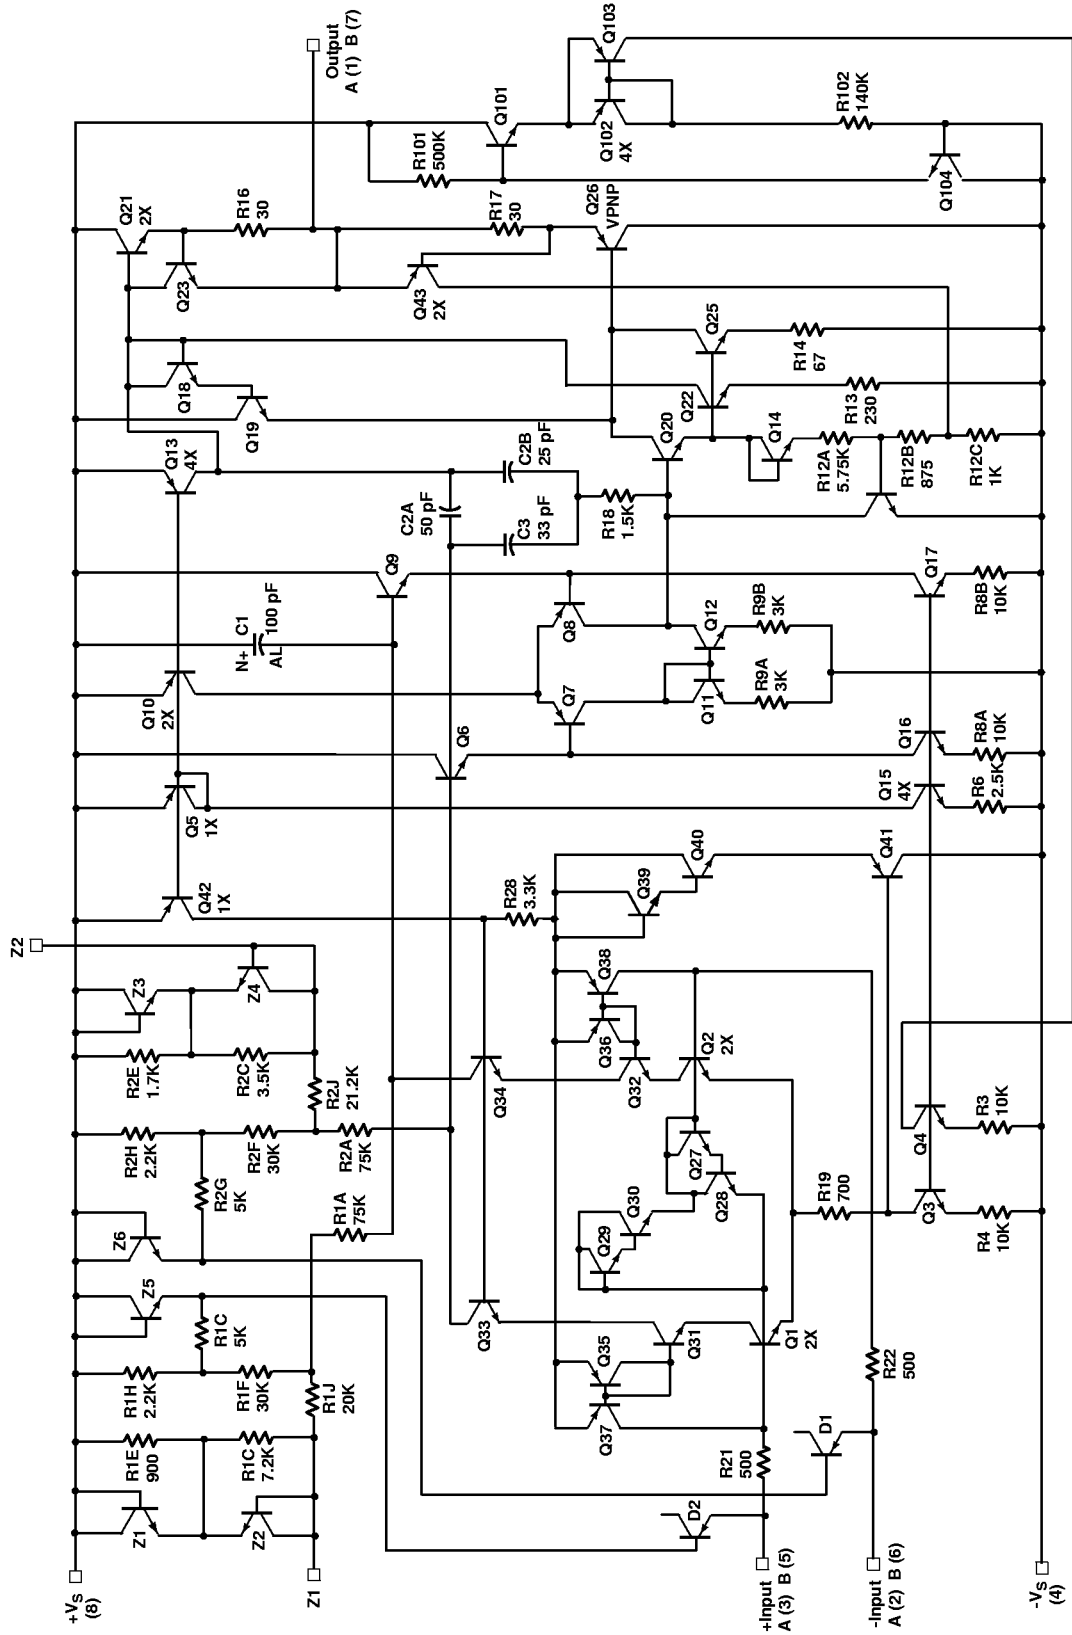 +VS
(8)
Z1
R1E
900
R1H
2.2K
Z5
Z6
R2H
2.2K
R2E
1.7K
Z3
Z2
Q42
1X
Q5
1X
Q10
2X
N+
C1
100 pF
AL
Q13
4X
Q21
2X
Q23
R16
30
Z2
R1C
7.2K
R1F
30K
R1C
5K
R2G
5K
R2F
30K
R2C
3.5K
Z4
Q18
Q19
Z1
R1J
20K
R1A
75K
R2A
75K
R2J
21.2K
Output
A (1) B (7)
Q9
C2A
50 pF
Q43
2X
R101
500K
Q6
Q33
Q34
R28
3.3K
C3
33 pF
C2B
25 pF
R17
30
Q101
Q37
Q35
Q29
Q30
Q36
Q38
Q39
Q7
Q8
Q26
VPNP
Q102
4X
Q103
R18
1.5K
Q31
Q32
Q40
Q20
D2
R21
500
Q28
Q27
Q2
2X
Q11
Q12
Q22
Q25
+Input
A (3) B (5)
Q1
2X
R9A
3K
R9B
3K
Q14
R14
67
D1
R19
700
R12A
5.75K
R13
230
R102
140K
-Input
A (2) B (6)
R22
500
Q41
Q15
4X
Q16
Q17
R12B
875
Q104
Q3
Q4
R4
10K
R3
10K
R6
2.5K
R8A
10K
R8B
10K
R12C
1K
-VS
(4)